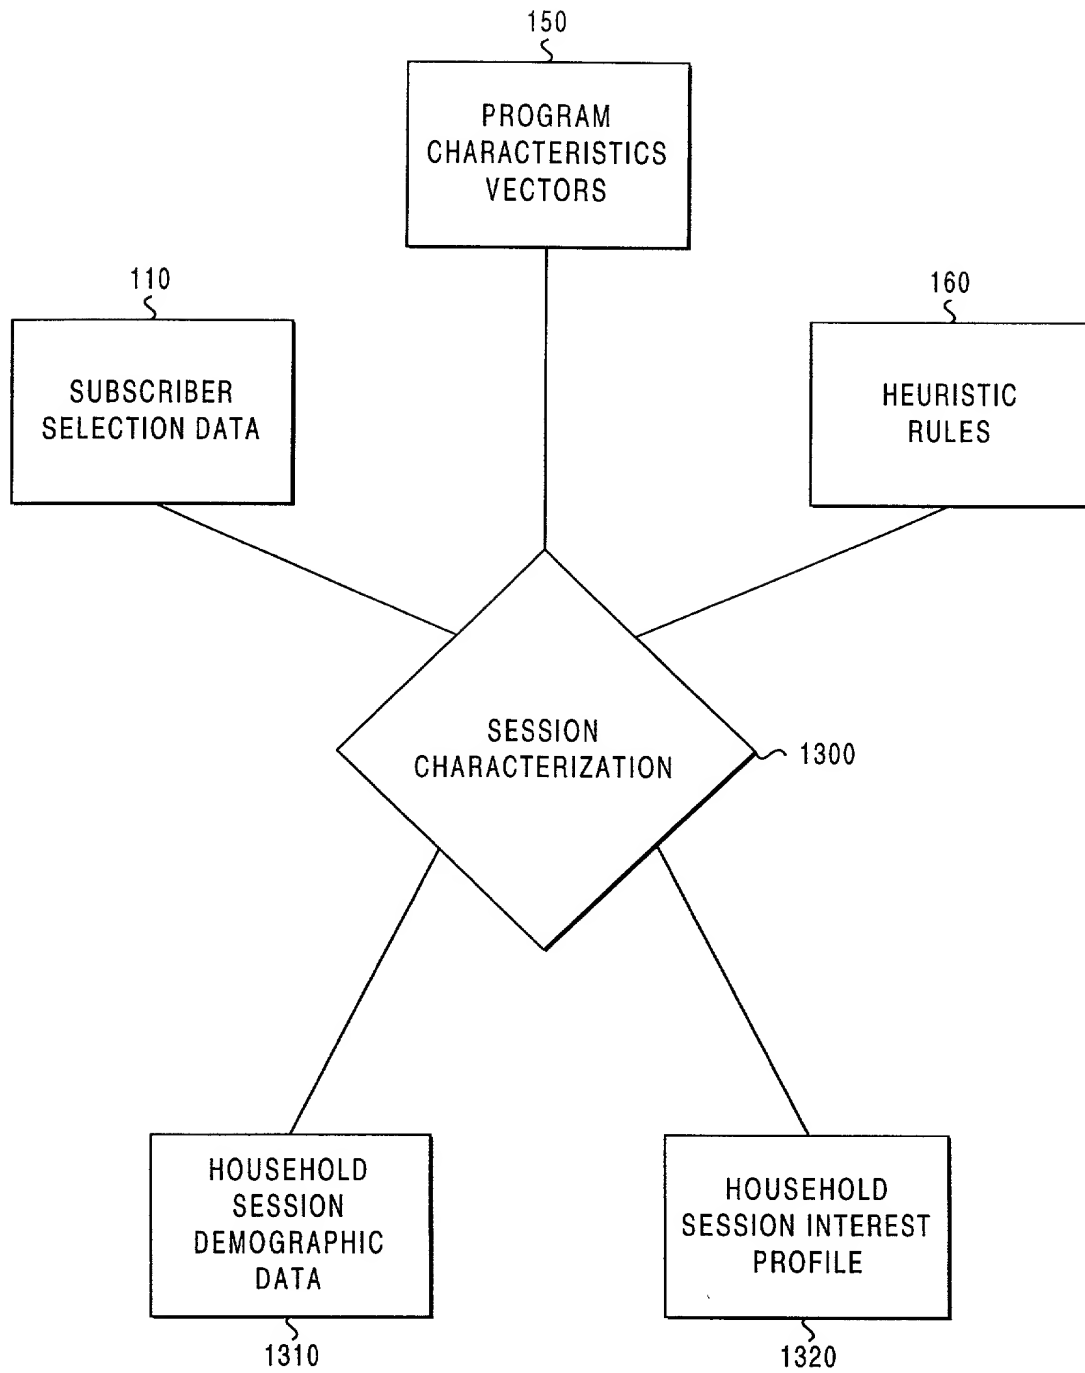 150
PROGRAM
CHARACTERISTICS
VECTORS
110
SUBSCRIBER
SELECTION DATA
160
HEURISTIC
RULES
SESSION
CHARACTERIZATION
1300
HOUSEHOLD
SESSION
DEMOGRAPHIC
DATA
1310
HOUSEHOLD
SESSION INTEREST
PROFILE
1320